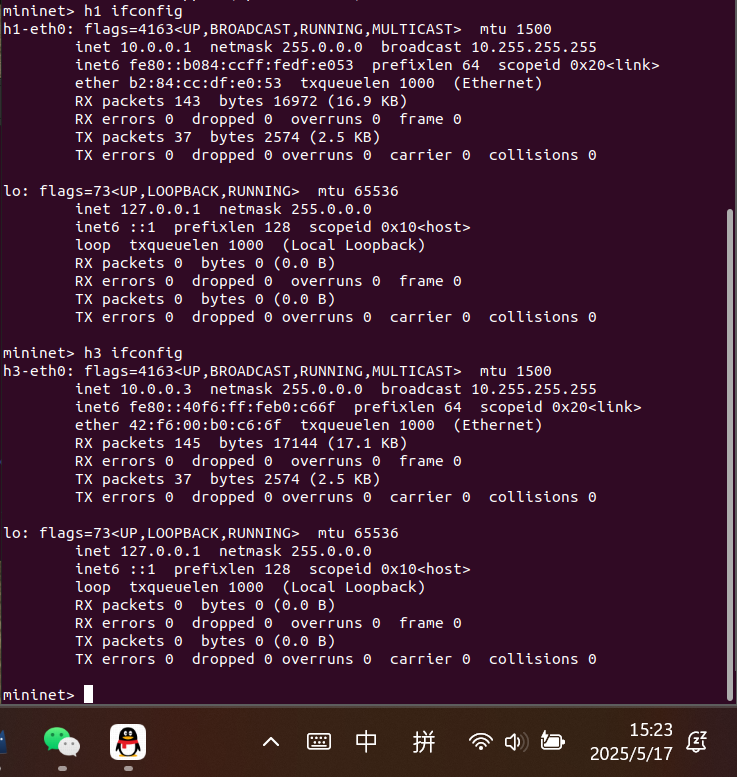 mininet> h1 ifconfig
h1-eth0: flags=4163<UP,BROADCAST,RUNNING,MULTICAST>  mtu 1500
        inet 10.0.0.1  netmask 255.0.0.0  broadcast 10.255.255.255
        inet6 fe80::b084:ccff:fedf:e053  prefixlen 64  scopeid 0x20<link>
        ether b2:84:cc:df:e0:53  txqueuelen 1000  (Ethernet)
        RX packets 143  bytes 16972 (16.9 KB)
        RX errors 0  dropped 0  overruns 0  frame 0
        TX packets 37  bytes 2574 (2.5 KB)
        TX errors 0  dropped 0 overruns 0  carrier 0  collisions 0

lo: flags=73<UP,LOOPBACK,RUNNING>  mtu 65536
        inet 127.0.0.1  netmask 255.0.0.0
        inet6 ::1  prefixlen 128  scopeid 0x10<host>
        loop  txqueuelen 1000  (Local Loopback)
        RX packets 0  bytes 0 (0.0 B)
        RX errors 0  dropped 0  overruns 0  frame 0
        TX packets 0  bytes 0 (0.0 B)
        TX errors 0  dropped 0 overruns 0  carrier 0  collisions 0

mininet> h3 ifconfig
h3-eth0: flags=4163<UP,BROADCAST,RUNNING,MULTICAST>  mtu 1500
        inet 10.0.0.3  netmask 255.0.0.0  broadcast 10.255.255.255
        inet6 fe80::40f6:ff:feb0:c66f  prefixlen 64  scopeid 0x20<link>
        ether 42:f6:00:b0:c6:6f  txqueuelen 1000  (Ethernet)
        RX packets 145  bytes 17144 (17.1 KB)
        RX errors 0  dropped 0  overruns 0  frame 0
        TX packets 37  bytes 2574 (2.5 KB)
        TX errors 0  dropped 0 overruns 0  carrier 0  collisions 0

lo: flags=73<UP,LOOPBACK,RUNNING>  mtu 65536
        inet 127.0.0.1  netmask 255.0.0.0
        inet6 ::1  prefixlen 128  scopeid 0x10<host>
        loop  txqueuelen 1000  (Local Loopback)
        RX packets 0  bytes 0 (0.0 B)
        RX errors 0  dropped 0  overruns 0  frame 0
        TX packets 0  bytes 0 (0.0 B)
        TX errors 0  dropped 0 overruns 0  carrier 0  collisions 0

mininet>
中 拼 15:23
2025/5/17